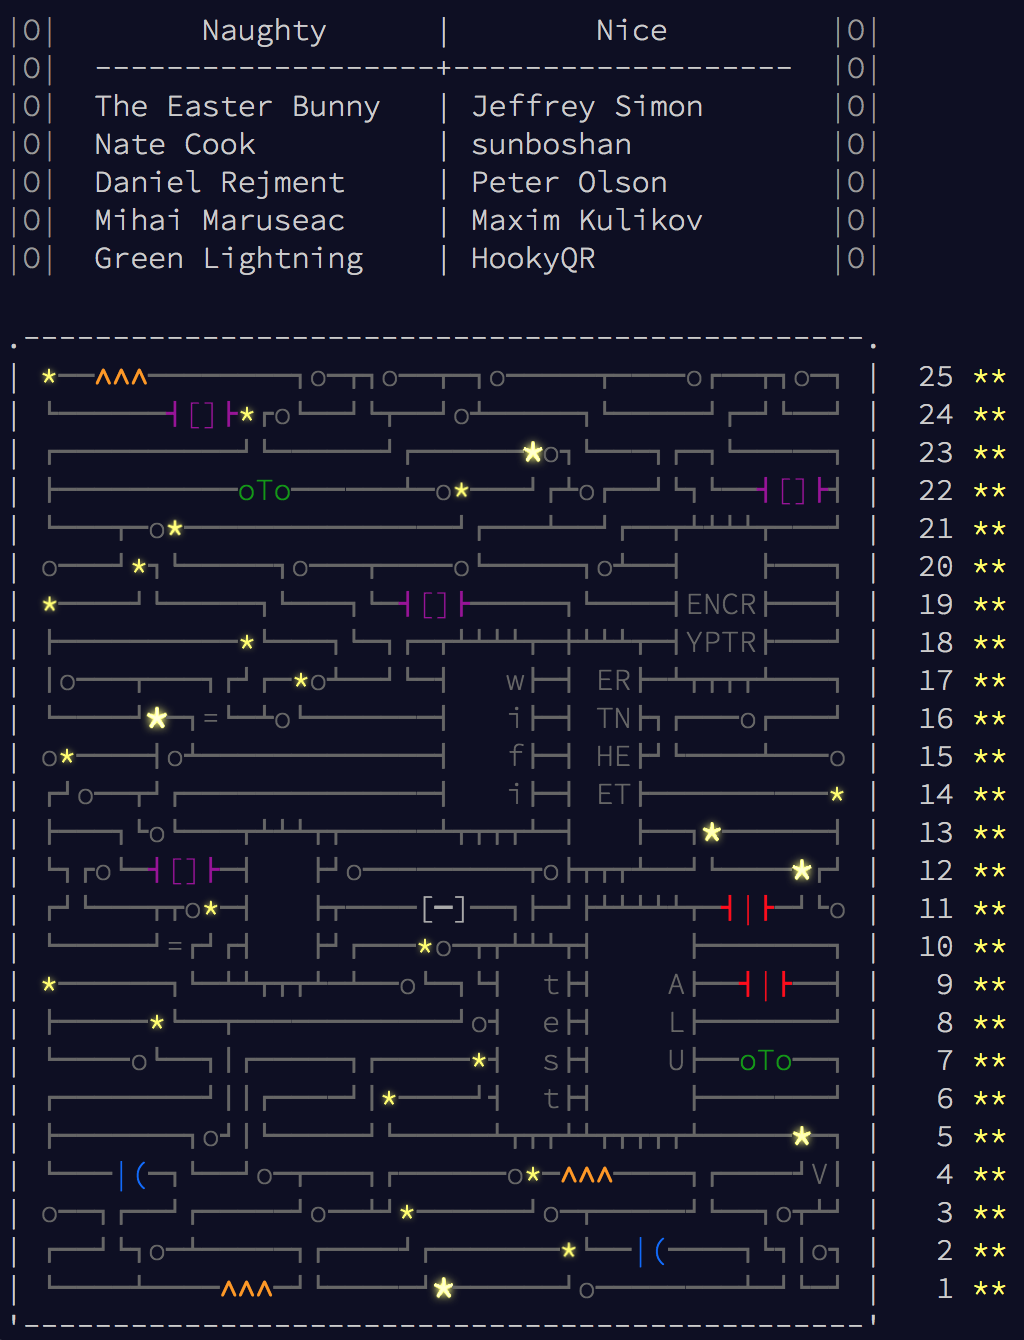 |O| Naughty | Nice |O|
|O| -------------------+------------------- |O|
|O| The Easter Bunny | Jeffrey Simon |O|
|O| Nate Cook | sunboshan |O|
|O| Daniel Rejment | Peter Olson |O|
|O| Mihai Maruseac | Maxim Kulikov |O|
|O| Green Lightning | HookyQR |O|
25 **
[] 24 **
23 **
oTo [] 22 **
21 **
20 **
[] ENCR 19 **
YPTR 18 **
w ER 17 **
= i TN 16 **
f HE 15 **
i ET 14 **
13 **
[] 12 **
[-] | 11 **
= 10 **
t A | 9 **
e L 8 **
s U oTo 7 **
t 6 **
5 **
|( V 4 **
3 **
|( 2 **
1 **